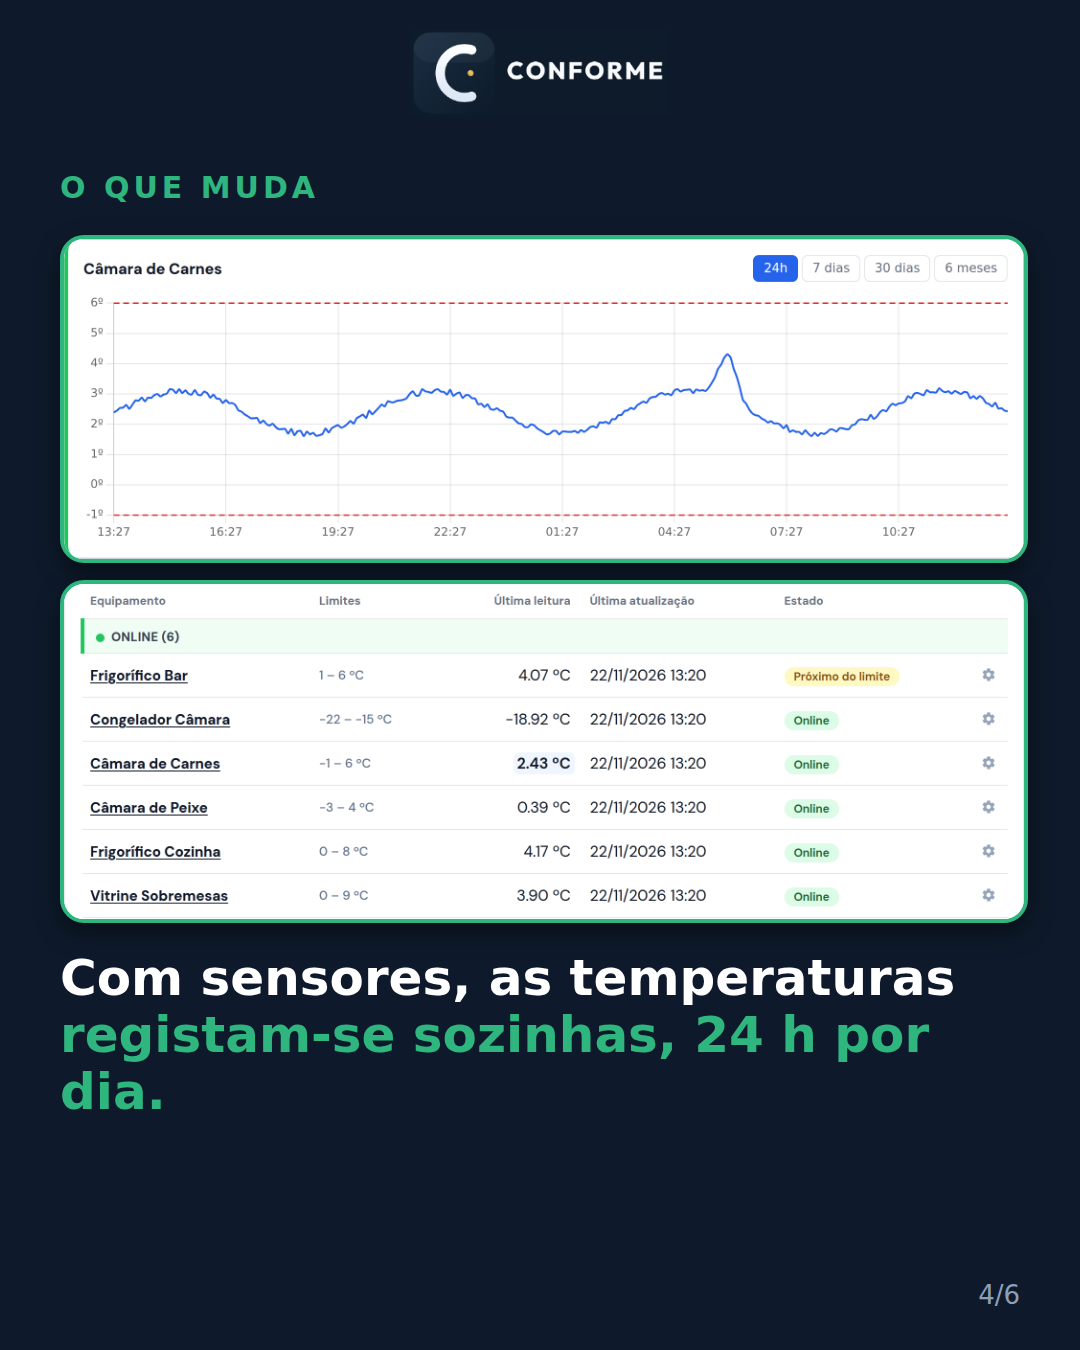 CONFORME
O QUE MUDA
Câmara de Carnes
24h 7 dias 30 dias 6 meses
6º
5º
4º
3º
2º
1º
0º
-1º
13:27 16:27 19:27 22:27 01:27 04:27 07:27 10:27
Equipamento Limites Última leitura Última atualização Estado
ONLINE (6)
Frigorífico Bar 1 – 6 ºC 4.07 ºC 22/11/2026 13:20 Próximo do limite
Congelador Câmara -22 – -15 ºC -18.92 ºC 22/11/2026 13:20 Online
Câmara de Carnes -1 – 6 ºC 2.43 ºC 22/11/2026 13:20 Online
Câmara de Peixe -3 – 4 ºC 0.39 ºC 22/11/2026 13:20 Online
Frigorífico Cozinha 0 – 8 ºC 4.17 ºC 22/11/2026 13:20 Online
Vitrine Sobremesas 0 – 9 ºC 3.90 ºC 22/11/2026 13:20 Online
Com sensores, as temperaturas
registam-se sozinhas, 24 h por
dia.
4/6